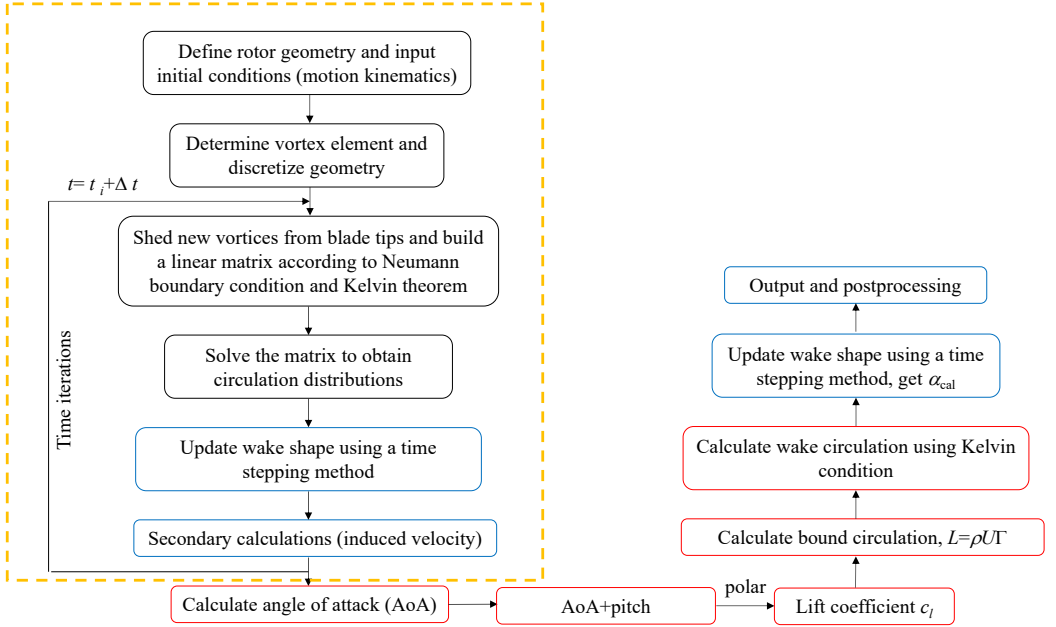 Define rotor geometry and input
initial conditions (motion kinematics)
Determine vortex element and
discretize geometry
t= t i+Δ t
Shed new vortices from blade tips and build
a linear matrix according to Neumann
boundary condition and Kelvin theorem
Solve the matrix to obtain
circulation distributions
Time iterations
Update wake shape using a time
stepping method
Secondary calculations (induced velocity)
Calculate angle of attack (AoA)
AoA+pitch
polar
Lift coefficient cl
Calculate bound circulation, L=ρUΓ
Calculate wake circulation using Kelvin
condition
Update wake shape using a time
stepping method, get αcal
Output and postprocessing